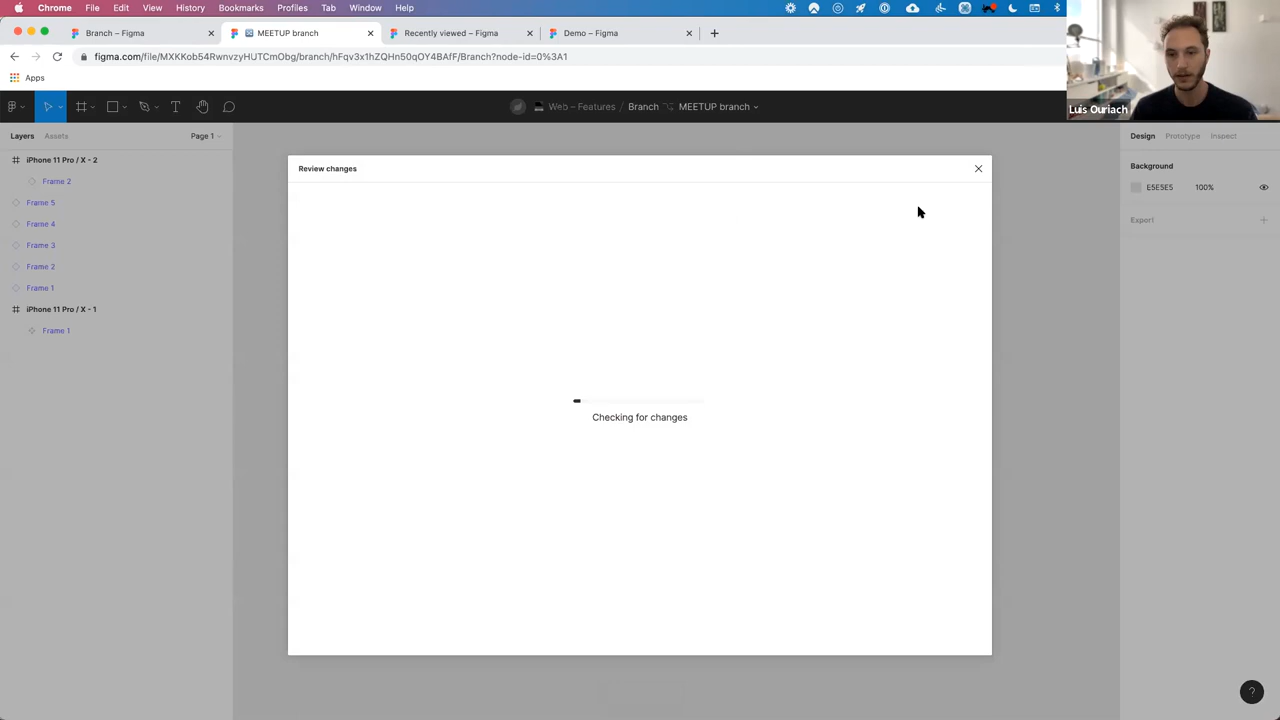 Chrome File Edit View History Bookmarks Profiles Tab Window Help
Branch – Figma
MEETUP branch
Recently viewed – Figma
Demo – Figma
figma.com/file/MXKKob54RwnvzyHUTCmObg/branch/hFqv3x1hZQHn50qOY4BAfF/Branch?node-id=0%3A1
Apps
Luis Ouriach
Web – Features / Branch MEETUP branch
Layers Assets Page 1
Design Prototype Inspect
iPhone 11 Pro / X - 2
Frame 2
Frame 5
Frame 4
Frame 3
Frame 2
Frame 1
iPhone 11 Pro / X - 1
Frame 1
Review changes
Checking for changes
Background
E5E5E5 100%
Export
?